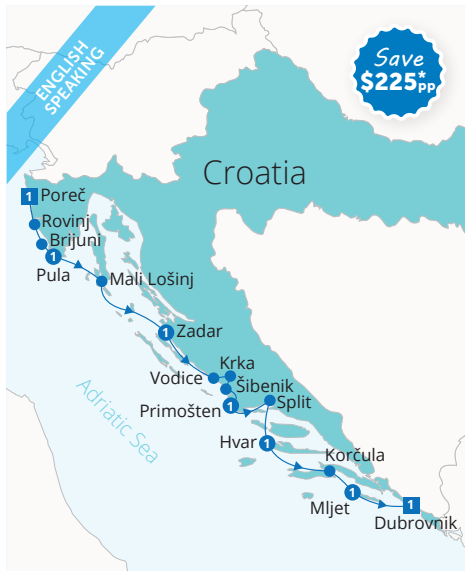 ENGLISH
SPEAKING
Save
$225*pp
Croatia
1 Poreč
Rovinj
Brijuni
1
Pula
Mali Lošinj
1 Zadar
Krka
Vodice
Šibenik
Primošten 1
Split
Adriatic Sea
Hvar 1
Korčula
1
Mljet
1
Dubrovnik